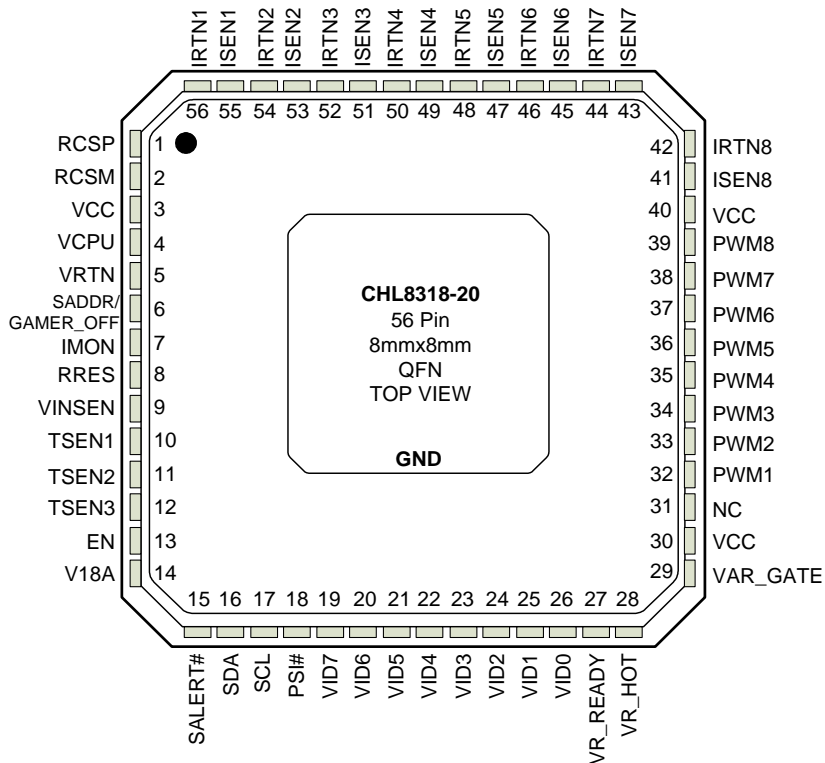 IRTN1
ISEN1
IRTN2
ISEN2
IRTN3
ISEN3
IRTN4
ISEN4
IRTN5
ISEN5
IRTN6
ISEN6
IRTN7
ISEN7
56 55 54 53 52 51 50 49 48 47 46 45 44 43
RCSP 1
RCSM 2
VCC 3
VCPU 4
VRTN 5
SADDR/
GAMER_OFF 6
IMON 7
RRES 8
VINSEN 9
TSEN1 10
TSEN2 11
TSEN3 12
EN 13
V18A 14
CHL8318-20
56 Pin
8mmx8mm
QFN
TOP VIEW
GND
42 IRTN8
41 ISEN8
40 VCC
39 PWM8
38 PWM7
37 PWM6
36 PWM5
35 PWM4
34 PWM3
33 PWM2
32 PWM1
31 NC
30 VCC
29 VAR_GATE
15 16 17 18 19 20 21 22 23 24 25 26 27 28
SALERT#
SDA
SCL
PSI#
VID7
VID6
VID5
VID4
VID3
VID2
VID1
VID0
VR_READY
VR_HOT